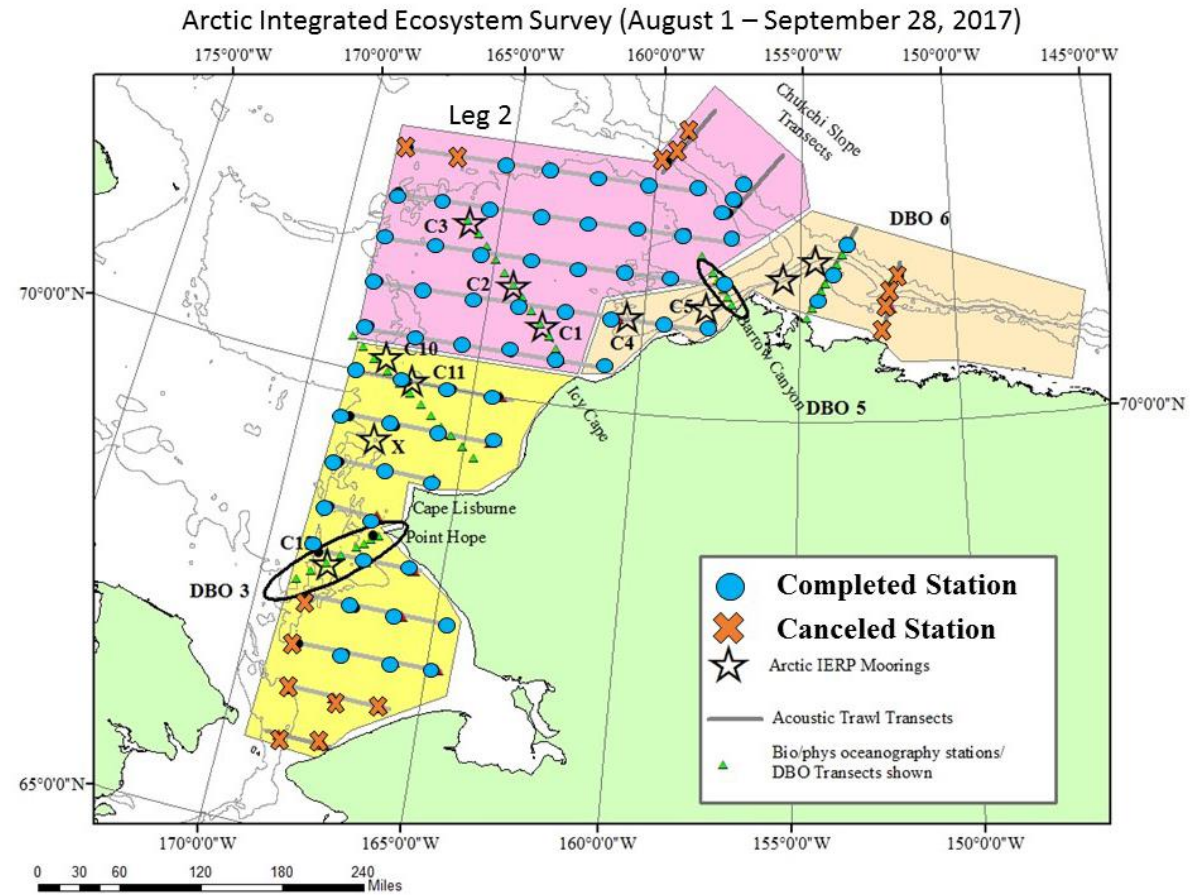 Arctic Integrated Ecosystem Survey (August 1 – September 28, 2017)
175°0'0"W
170°0'0"W
165°0'0"W
160°0'0"W
155°0'0"W
150°0'0"W
145°0'0"W
Leg 2
Chukchi Slope
Transects
DBO 6
C3
C2
C1
C5
C4
70°0'0"N
C10
C11
Barrow Canyon
DBO 5
70°0'0"N
Icy Cape
X
Cape Lisburne
Point Hope
C1
DBO 3
Completed Station
Canceled Station
Arctic IERP Moorings
Acoustic Trawl Transects
Bio/phys oceanography stations/
DBO Transects shown
65°0'0"N
170°0'0"W
165°0'0"W
160°0'0"W
155°0'0"W
150°0'0"W
0 30 60 120 180 240
Miles